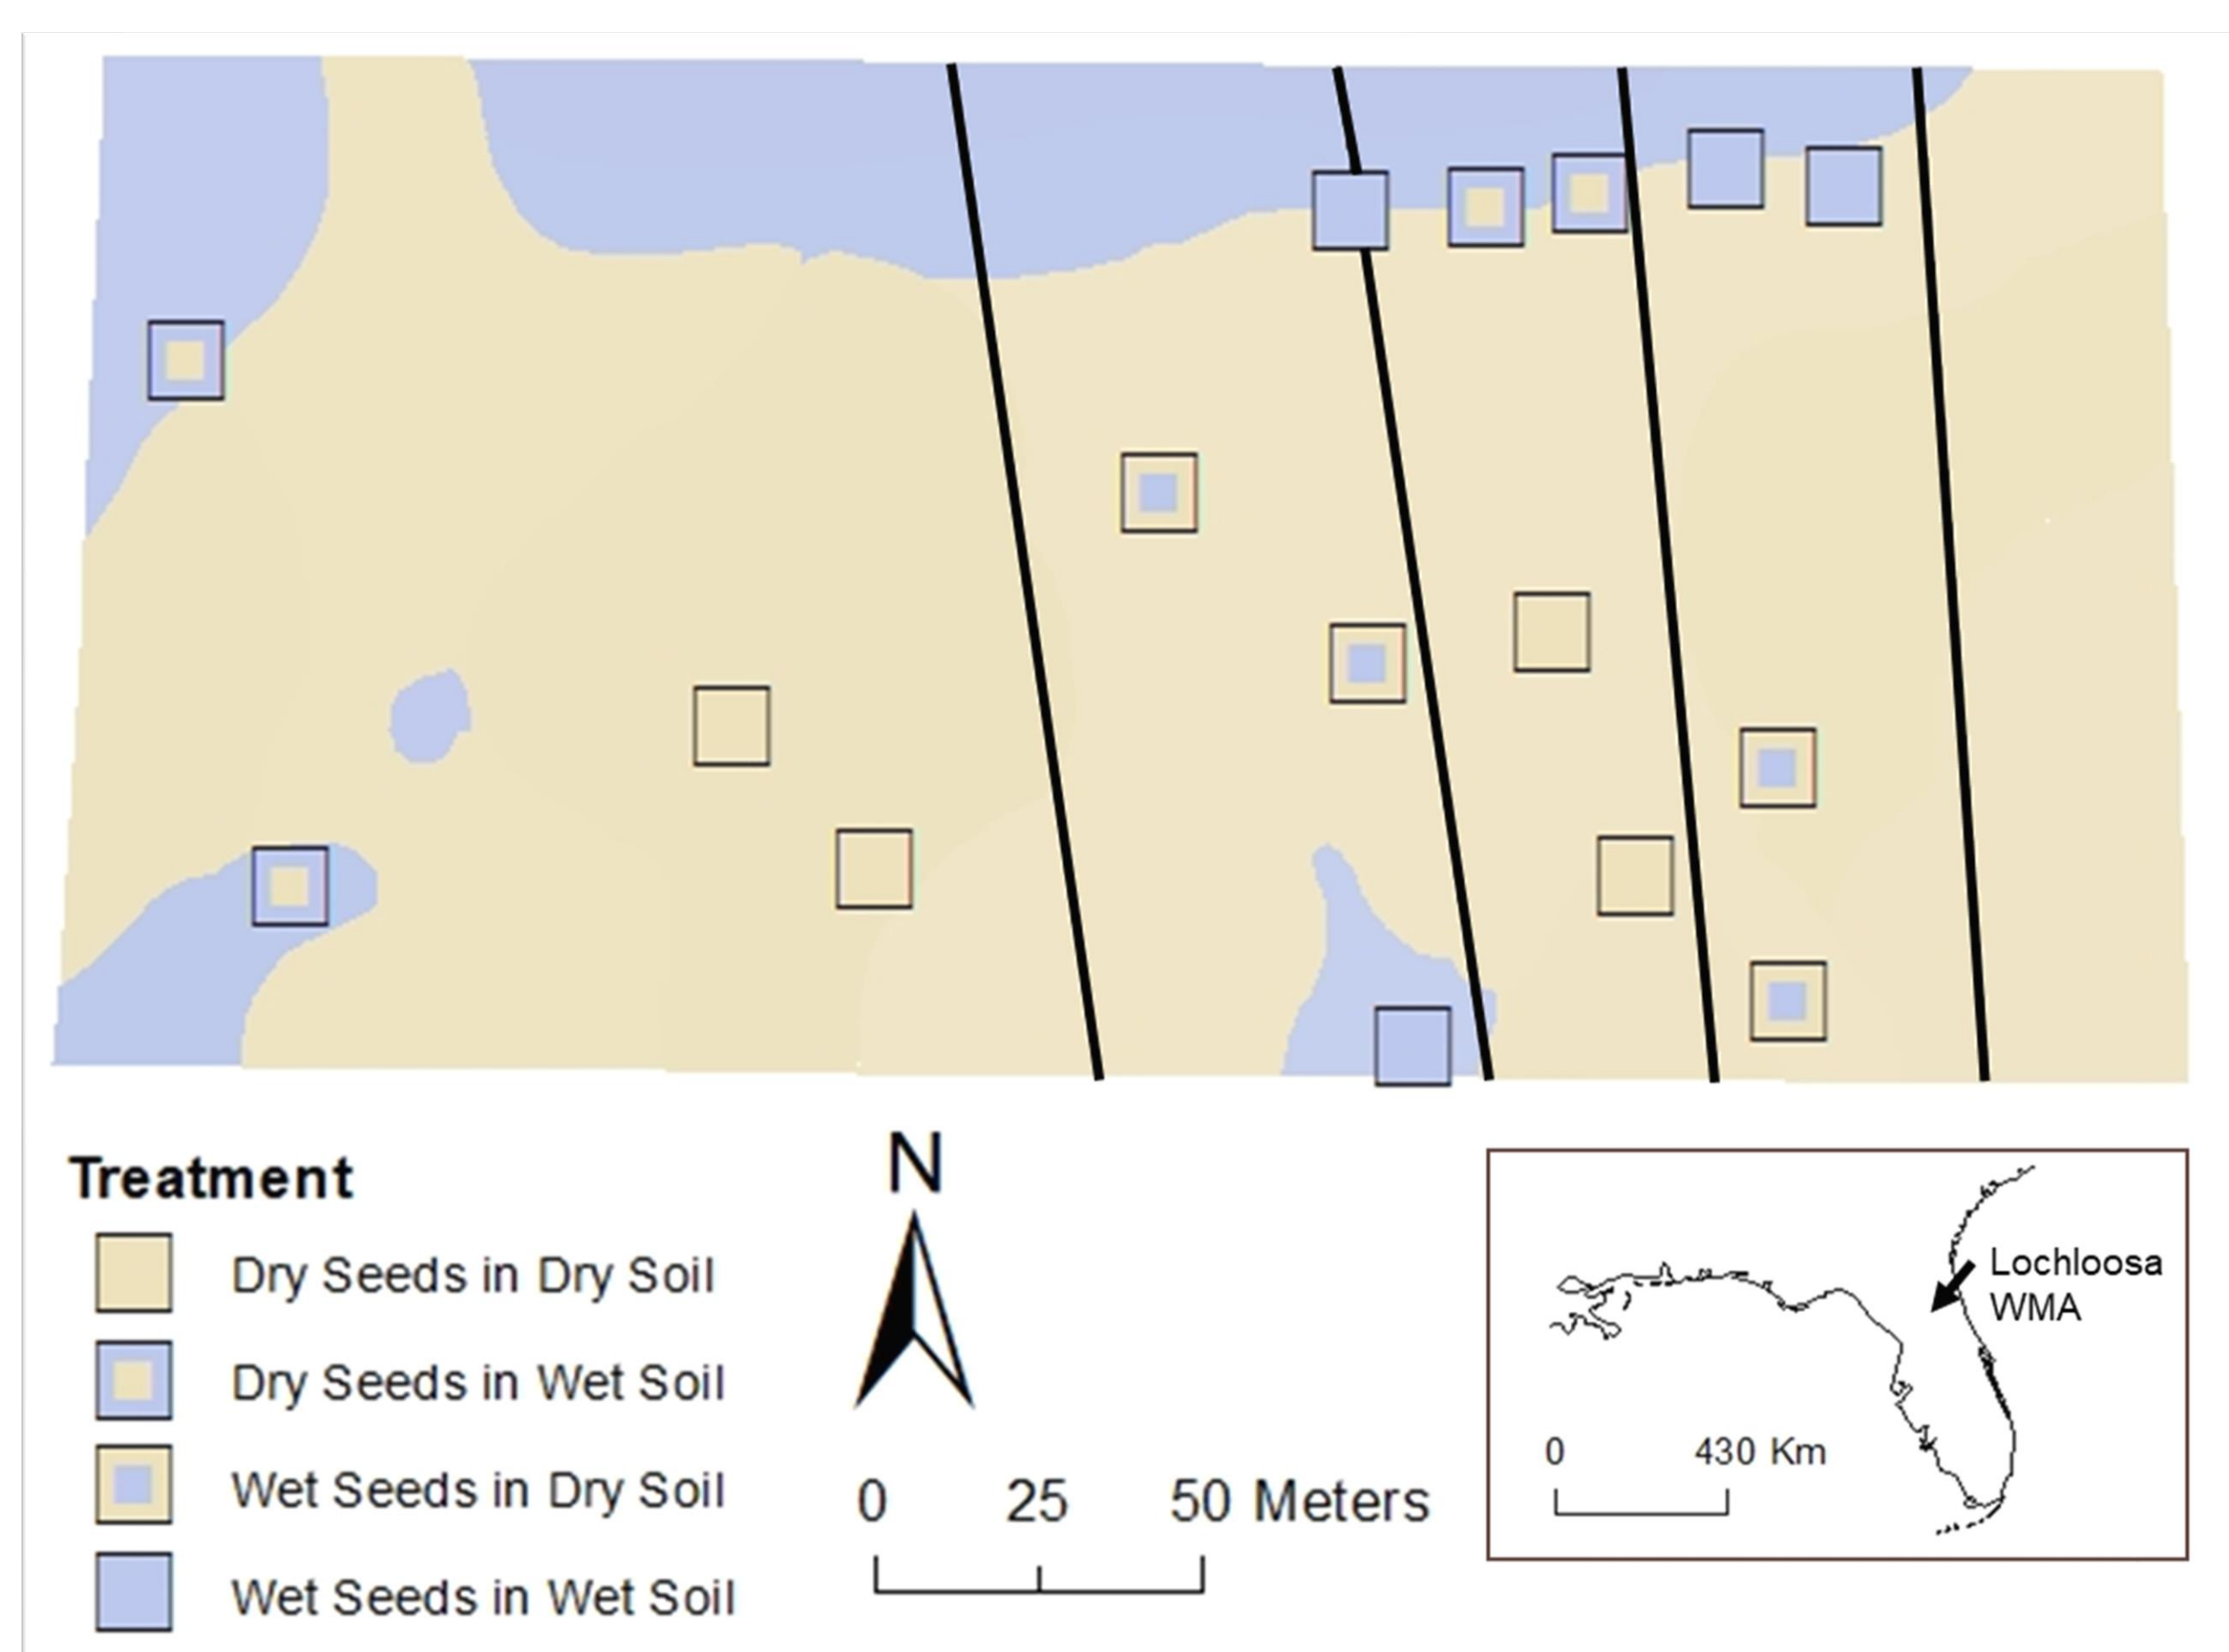 Treatment
Dry Seeds in Dry Soil
Dry Seeds in Wet Soil
Wet Seeds in Dry Soil
Wet Seeds in Wet Soil
N
0 25 50 Meters
Lochloosa
WMA
0 430 Km